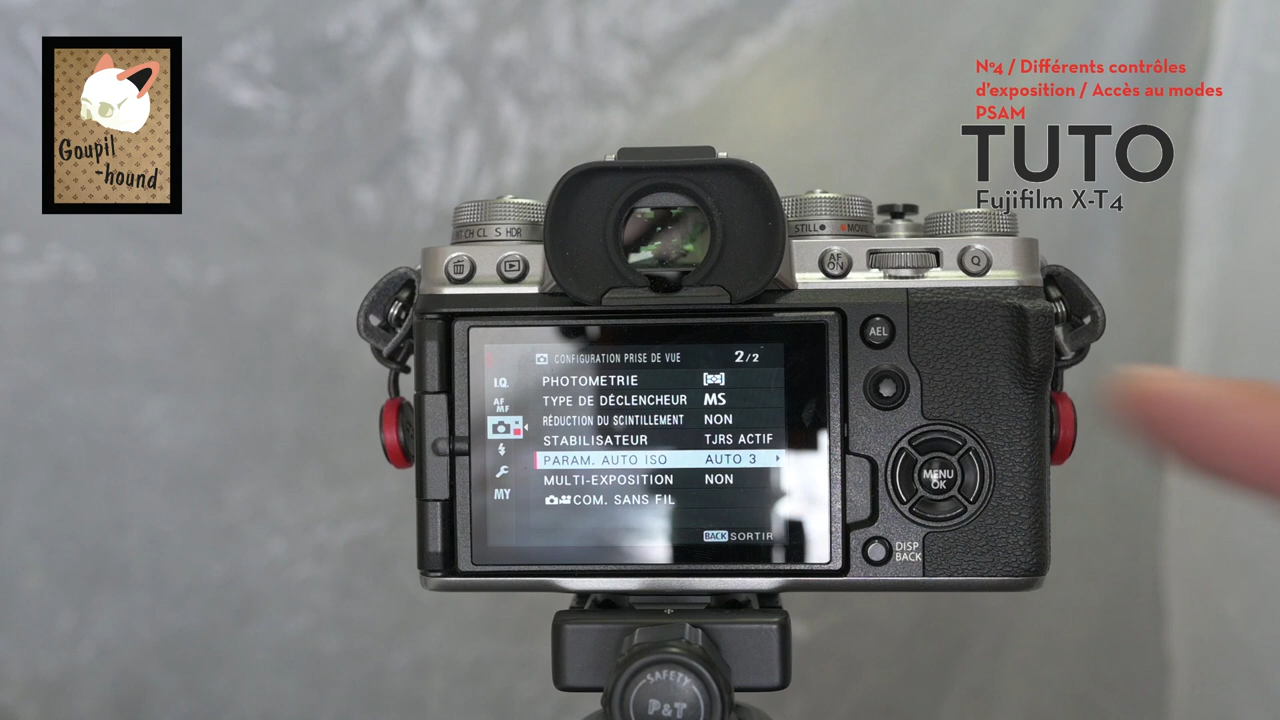 Goupil
-hound
Nº4 / Différents contrôles
d'exposition / Accès au modes
PSAM
TUTO
Fujifilm X-T4
CH CL S HDR
STILL MOVIE
AF
ON
Q
AEL
CONFIGURATION PRISE DE VUE 2/2
I.Q.
PHOTOMETRIE
AF
MF
TYPE DE DÉCLENCHEUR MS
RÉDUCTION DU SCINTILLEMENT NON
STABILISATEUR TJRS ACTIF
PARAM. AUTO ISO AUTO 3
MULTI-EXPOSITION NON
MY
COM. SANS FIL
BACK SORTIR
MENU
OK
DISP
BACK
SAFETY
P&T